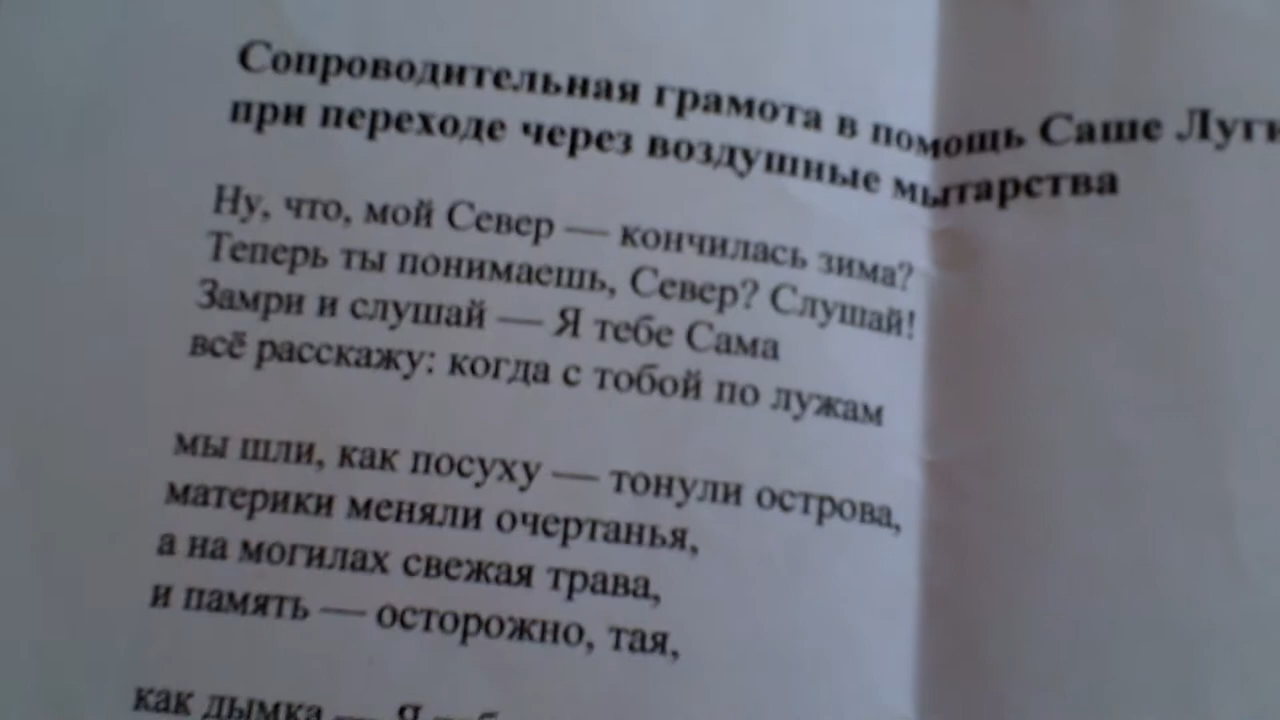 Сопроводительная грамота в помощь Саше
при переходе через воздушные мытарства
Ну, что, мой Север — кончилась зима?
Теперь ты понимаешь, Север? Слушай!
Замри и слушай — Я тебе Сама
всё расскажу: когда с тобой по лужам
мы шли, как посуху — тонули острова,
материки меняли очертанья,
а на могилах свежая трава,
и память — осторожно, тая,
как дымка — Я